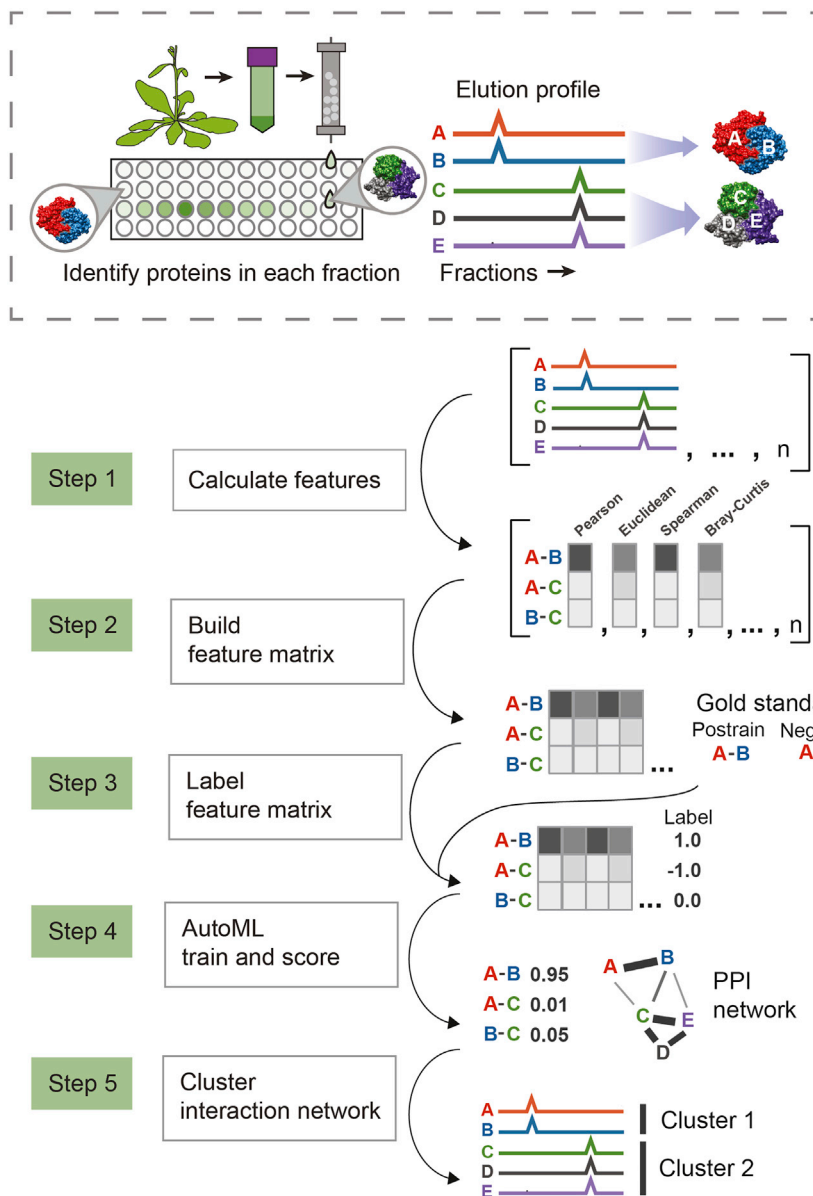 Elution profile
A
B
C
D
E
A B
C
D E
Identify proteins in each fraction
Fractions
A
B
C
D
E
, ... , n
Step 1
Calculate features
Pearson
Euclidean
Spearman
Bray-Curtis
A-B
A-C
B-C
, , , , ... , n
Step 2
Build
feature matrix
A-B
A-C
B-C
...
Gold stand
Postrain Neg
A-B A
Step 3
Label
feature matrix
Label
A-B 1.0
A-C -1.0
B-C ... 0.0
Step 4
AutoML
train and score
A-B 0.95
A-C 0.01
B-C 0.05
A
B
C
E
D
PPI
network
Step 5
Cluster
interaction network
A
B
C
D
E
Cluster 1
Cluster 2